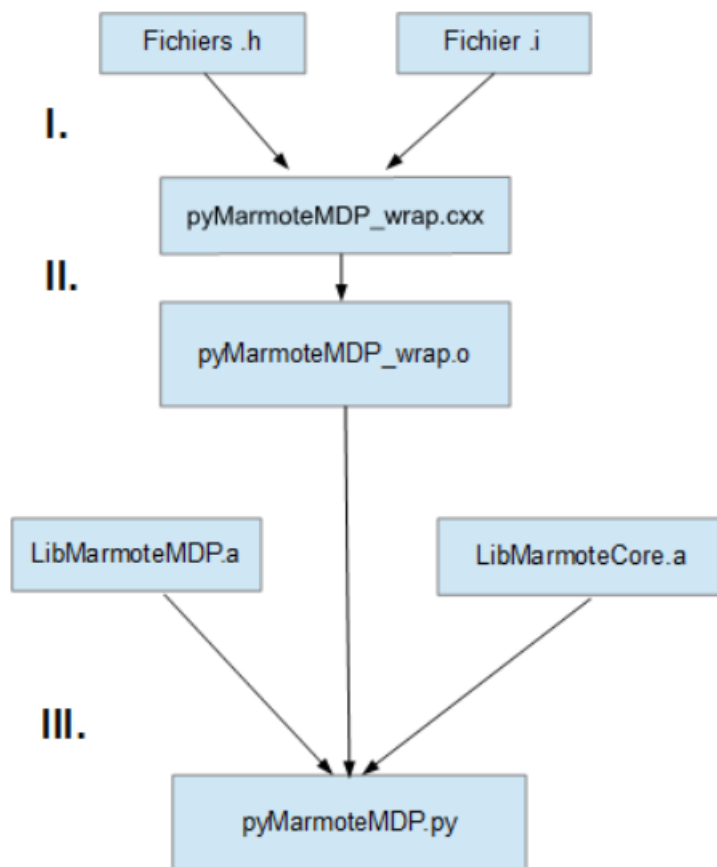 Fichiers .h
Fichier .i
I.
pyMarmoteMDP_wrap.cxx
II.
pyMarmoteMDP_wrap.o
LibMarmoteMDP.a
LibMarmoteCore.a
III.
pyMarmoteMDP.py